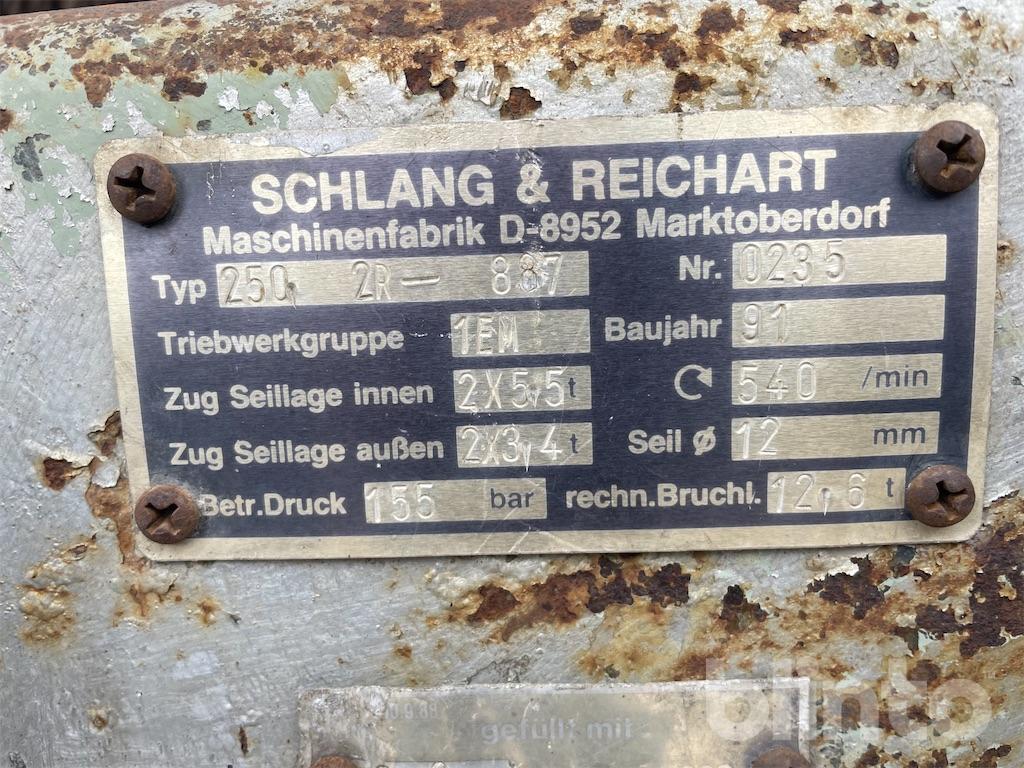 SCHLANG & REICHART
Maschinenfabrik D-8952 Marktoberdorf
Typ 250, 2R- 887 Nr. 0235
Triebwerkgruppe 1EM Baujahr 91
Zug Seillage innen 2X5,5 t 540 /min
Zug Seillage außen 2X3,4 t Seil ø 12 mm
Betr.Druck 155 bar rechn.Bruchl. 12,6 t
gefüllt mit
blinto